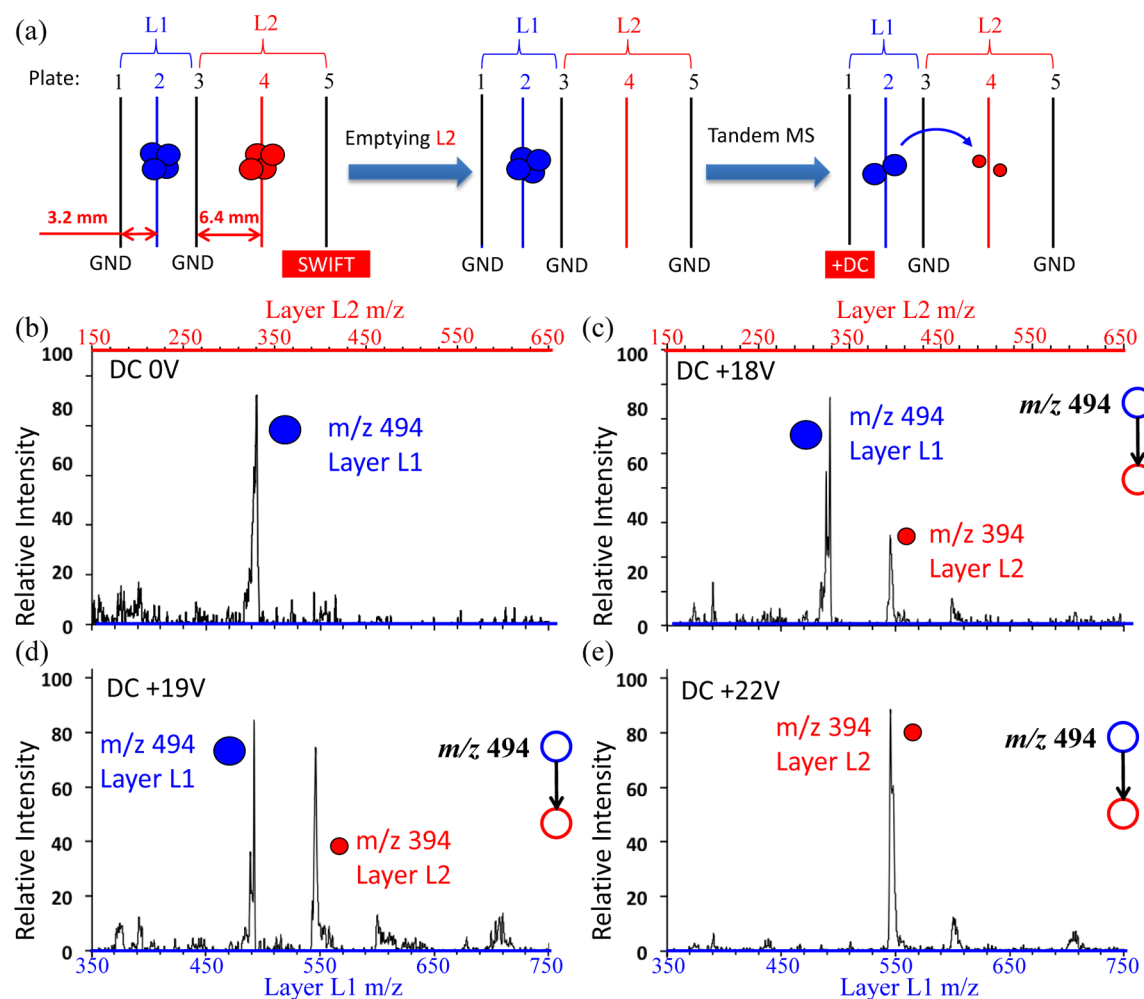 (a)
L1 L2 L1 L2 L1 L2
Plate: 1 2 3 4 5 1 2 3 4 5 1 2 3 4 5
Emptying L2 Tandem MS
3.2 mm 6.4 mm
GND GND SWIFT GND GND GND +DC GND GND
(b)
Layer L2 m/z
150 250 350 450 550 650
DC 0V
m/z 494
Layer L1
Relative Intensity
100
80
60
40
20
0
(c)
Layer L2 m/z
150 250 350 450 550 650
DC +18V
m/z 494
m/z 494
Layer L1
m/z 394
Layer L2
Relative Intensity
100
80
60
40
20
0
(d)
DC +19V
m/z 494
Layer L1
m/z 494
m/z 394
Layer L2
Relative Intensity
100
80
60
40
20
0
350 450 550 650 750
Layer L1 m/z
(e)
DC +22V
m/z 394
Layer L2
m/z 494
Relative Intensity
100
80
60
40
20
0
350 450 550 650 750
Layer L1 m/z